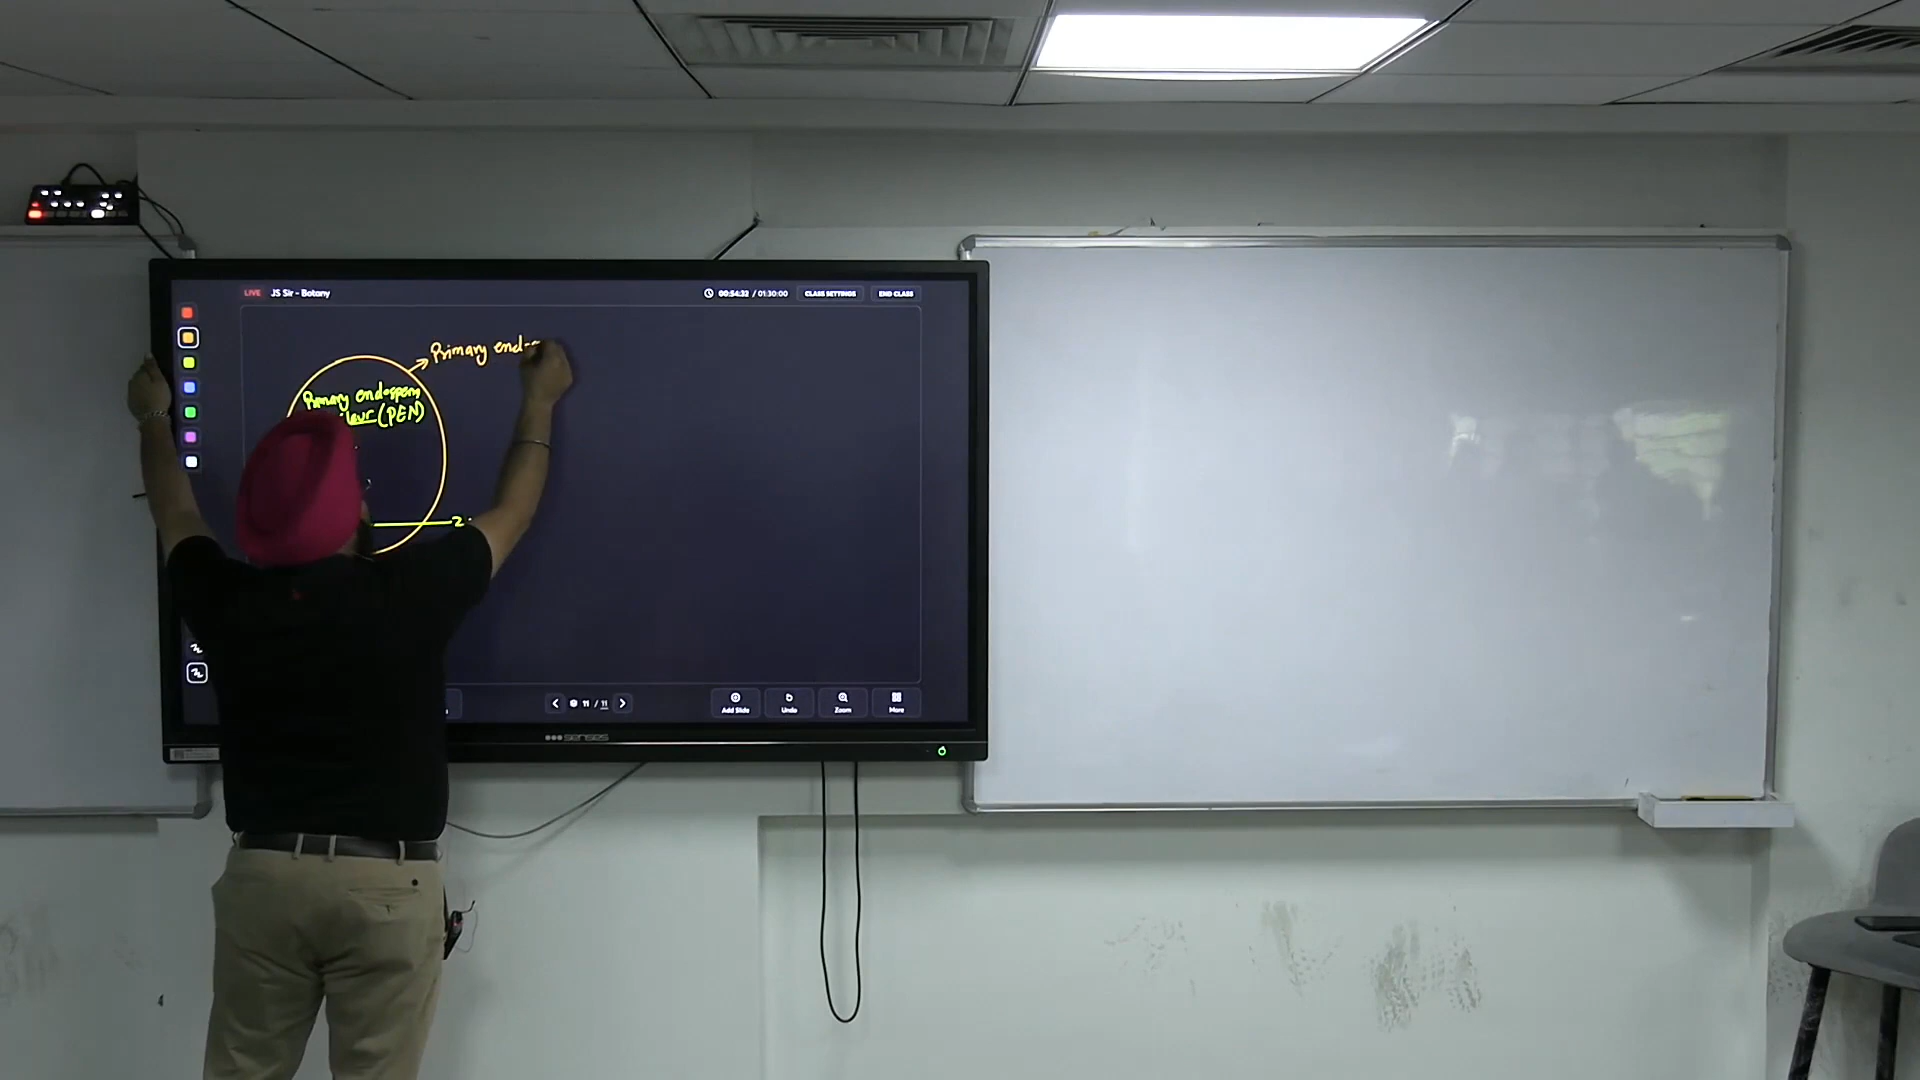 LIVE JS Sir - Botany
00:54:32 / 01:30:00 CLASS SETTINGS END CLASS
Primary
Primary endosperm
(PEN)
11 / 11
Add Slide Undo Zoom More
senses